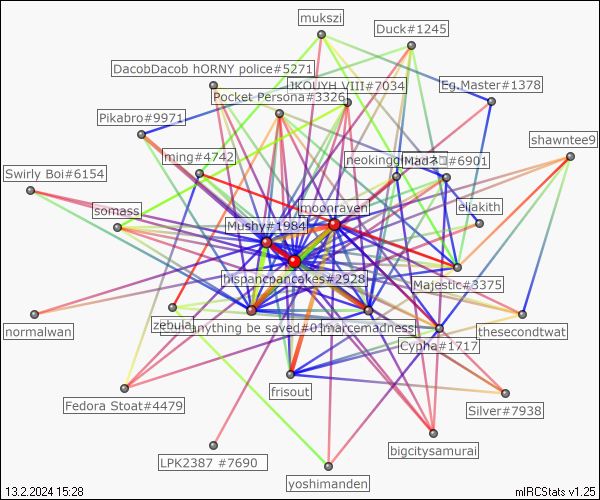 mukszi
Duck#1245
DacobDacob hORNY police#5271
JKOUYH VIII#7034
Eg.Master#1378
Pocket Persona#3326
Pikabro#9971
shawntee9
ming#4742
neokingging
Mad?
#6901
Swirly Boi#6154
somass
moonraven
eliakith
Mushy#1984
hispancpancakes#2928
Majestic#3375
normalwan
zebula
anything be saved#03
marcemadness
thesecondtwat
Cypha#1717
frisout
Fedora Stoat#4479
Silver#7938
bigcitysamurai
LPK2387 #7690
yoshimanden
13.2.2024 15:28
mIRCStats v1.25